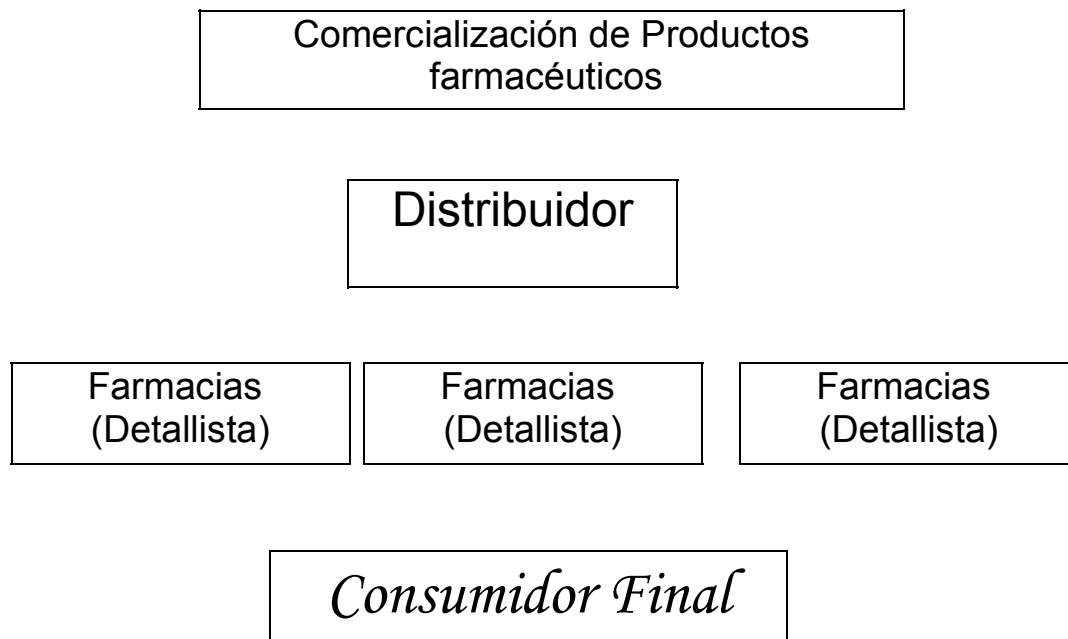 Comercialización de Productos
farmacéuticos
Distribuidor
Farmacias
(Detallista)
Farmacias
(Detallista)
Farmacias
(Detallista)
Consumidor Final